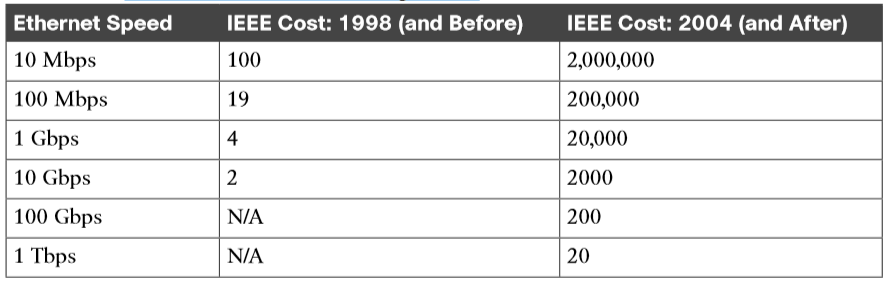 Ethernet Speed IEEE Cost: 1998 (and Before) IEEE Cost: 2004 (and After)
10 Mbps 100 2,000,000
100 Mbps 19 200,000
1 Gbps 4 20,000
10 Gbps 2 2000
100 Gbps N/A 200
1 Tbps N/A 20